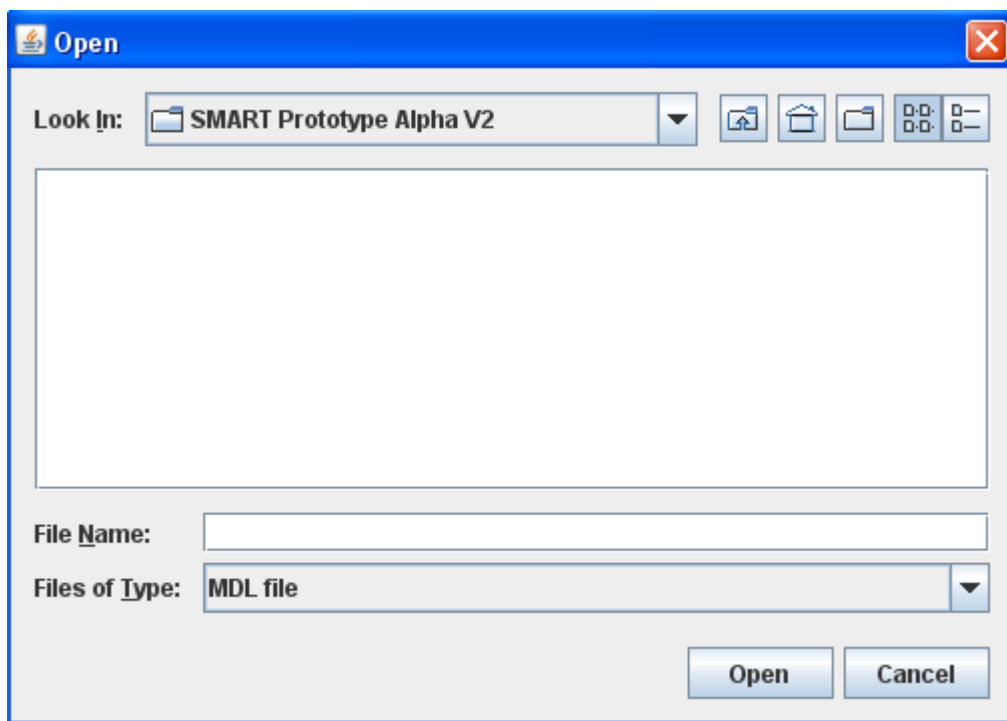 Open
Look In: SMART Prototype Alpha V2
File Name:
Files of Type: MDL file
Open Cancel